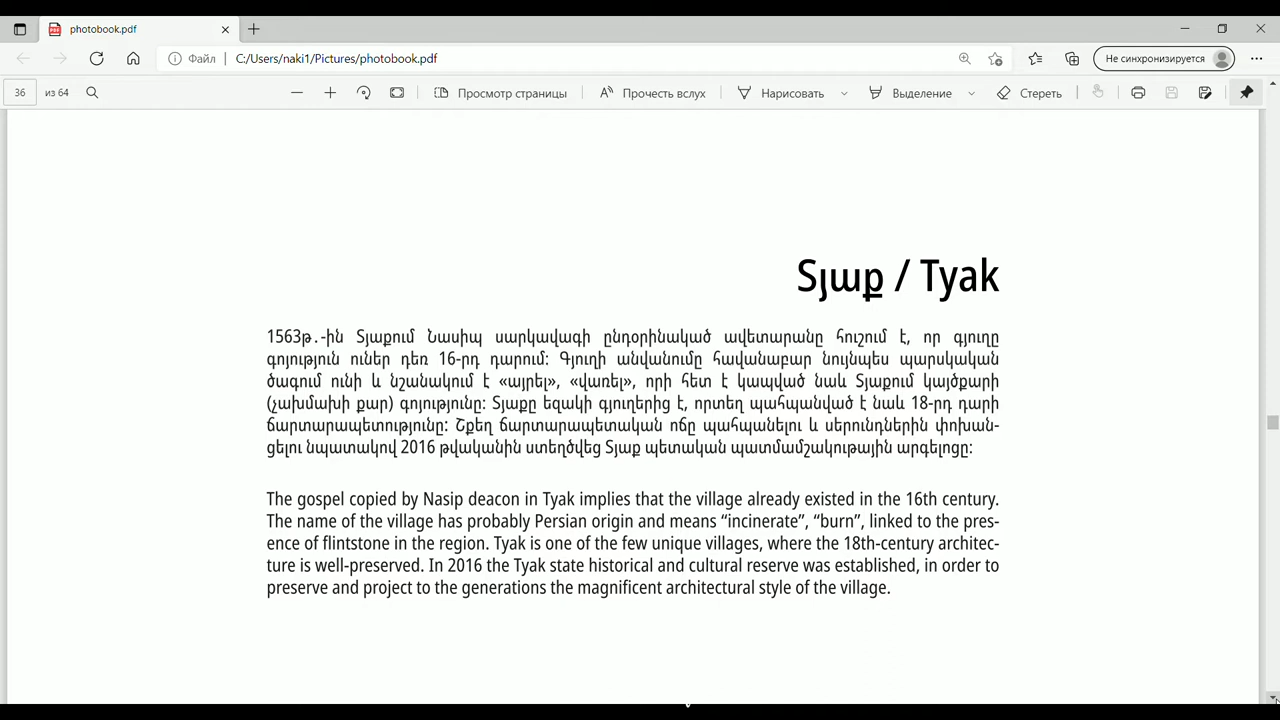 photobook.pdf
Файл
C:/Users/naki1/Pictures/photobook.pdf
Не синхронизируется
36 из 64
Просмотр страницы
Прочесть вслух
Нарисовать
Выделение
Стереть
Տյաք / Tyak
1563թ․-ին Տյաքում Նասիպ սարկավագի ընդօրինակած ավետարանը հուշում է, որ գյուղը
գոյություն ուներ դեռ 16-րդ դարում: Գյուղի անվանումը հավանաբար նույնպես պարսկական
ծագում ունի և նշանակում է «այրել», «վառել», որի հետ է կապված նաև Տյաքում կայծքարի
(չախմախի քար) գոյությունը: Տյաքը եզակի գյուղերից է, որտեղ պահպանված է նաև 18-րդ դարի
ճարտարապետությունը: Շքեղ ճարտարապետական ոճը պահպանելու և սերունդներին փոխան-
ցելու նպատակով 2016 թվականին ստեղծվեց Տյաք պետական պատմամշակութային արգելոցը:
The gospel copied by Nasip deacon in Tyak implies that the village already existed in the 16th century.
The name of the village has probably Persian origin and means “incinerate”, “burn”, linked to the pres-
ence of flintstone in the region. Tyak is one of the few unique villages, where the 18th-century architec-
ture is well-preserved. In 2016 the Tyak state historical and cultural reserve was established, in order to
preserve and project to the generations the magnificent architectural style of the village.